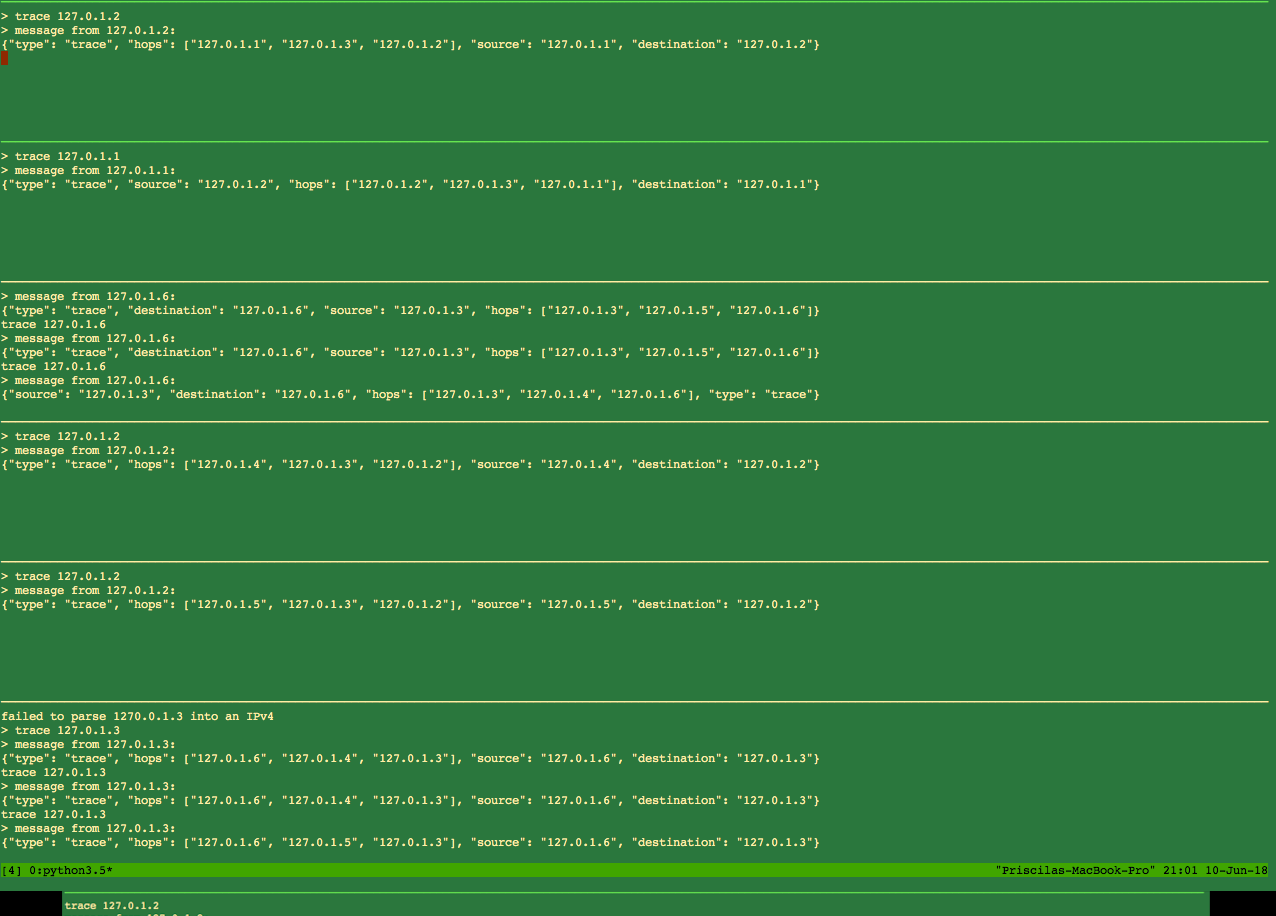 > trace 127.0.1.2
> message from 127.0.1.2:
{"type": "trace", "hops": ["127.0.1.1", "127.0.1.3", "127.0.1.2"], "source": "127.0.1.1", "destination": "127.0.1.2"}
> trace 127.0.1.1
> message from 127.0.1.1:
{"type": "trace", "source": "127.0.1.2", "hops": ["127.0.1.2", "127.0.1.3", "127.0.1.1"], "destination": "127.0.1.1"}
> message from 127.0.1.6:
{"type": "trace", "destination": "127.0.1.6", "source": "127.0.1.3", "hops": ["127.0.1.3", "127.0.1.5", "127.0.1.6"]}
trace 127.0.1.6
> message from 127.0.1.6:
{"type": "trace", "destination": "127.0.1.6", "source": "127.0.1.3", "hops": ["127.0.1.3", "127.0.1.5", "127.0.1.6"]}
trace 127.0.1.6
> message from 127.0.1.6:
{"source": "127.0.1.3", "destination": "127.0.1.6", "hops": ["127.0.1.3", "127.0.1.4", "127.0.1.6"], "type": "trace"}
> trace 127.0.1.2
> message from 127.0.1.2:
{"type": "trace", "hops": ["127.0.1.4", "127.0.1.3", "127.0.1.2"], "source": "127.0.1.4", "destination": "127.0.1.2"}
> trace 127.0.1.2
> message from 127.0.1.2:
{"type": "trace", "hops": ["127.0.1.5", "127.0.1.3", "127.0.1.2"], "source": "127.0.1.5", "destination": "127.0.1.2"}
failed to parse 1270.0.1.3 into an IPv4
> trace 127.0.1.3
> message from 127.0.1.3:
{"type": "trace", "hops": ["127.0.1.6", "127.0.1.4", "127.0.1.3"], "source": "127.0.1.6", "destination": "127.0.1.3"}
trace 127.0.1.3
> message from 127.0.1.3:
{"type": "trace", "hops": ["127.0.1.6", "127.0.1.4", "127.0.1.3"], "source": "127.0.1.6", "destination": "127.0.1.3"}
trace 127.0.1.3
> message from 127.0.1.3:
{"type": "trace", "hops": ["127.0.1.6", "127.0.1.5", "127.0.1.3"], "source": "127.0.1.6", "destination": "127.0.1.3"}
[4] 0:python3.5* "Priscilas-MacBook-Pro" 21:01 10-Jun-18
trace 127.0.1.2